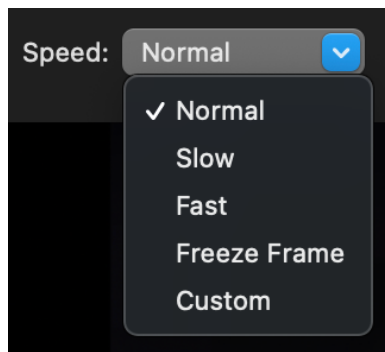 Speed: Normal
✓ Normal
Slow
Fast
Freeze Frame
Custom